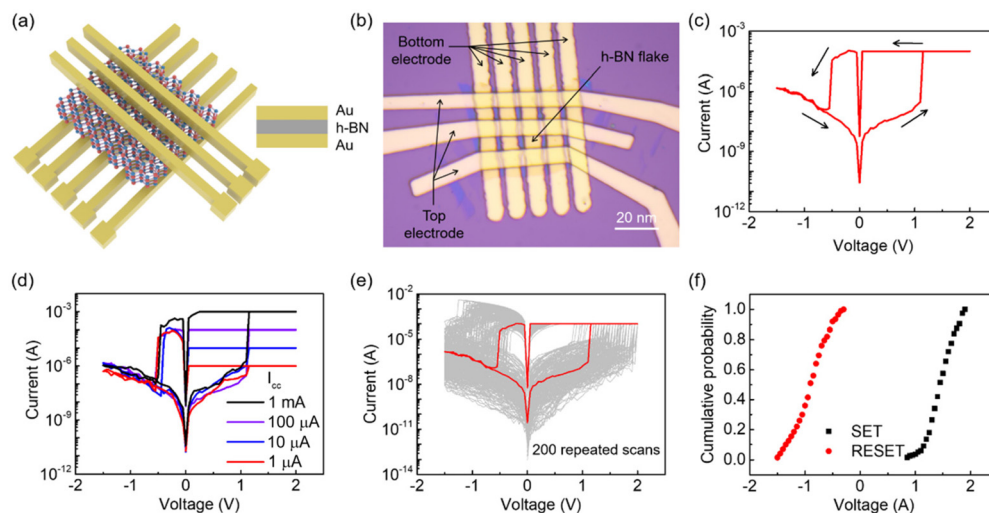 (a)
Au
h-BN
Au
(b)
Bottom
electrode
h-BN flake
Top
electrode
20 nm
(c)
Current (A)
10⁻³
10⁻⁶
10⁻⁹
10⁻¹²
-2 -1 0 1 2
Voltage (V)
(d)
Current (A)
10⁻³
10⁻⁶
10⁻⁸
10⁻¹⁰
10⁻¹²
I_cc
1 mA
100 μA
10 μA
1 μA
-2 -1 0 1 2
Voltage (V)
(e)
Current (A)
10⁻²
10⁻⁵
10⁻⁸
10⁻¹¹
10⁻¹⁴
200 repeated scans
-2 -1 0 1 2
Voltage (V)
(f)
Cumulative probability
1.0
0.8
0.6
0.4
0.2
0.0
SET
RESET
-2 -1 0 1 2
Voltage (A)